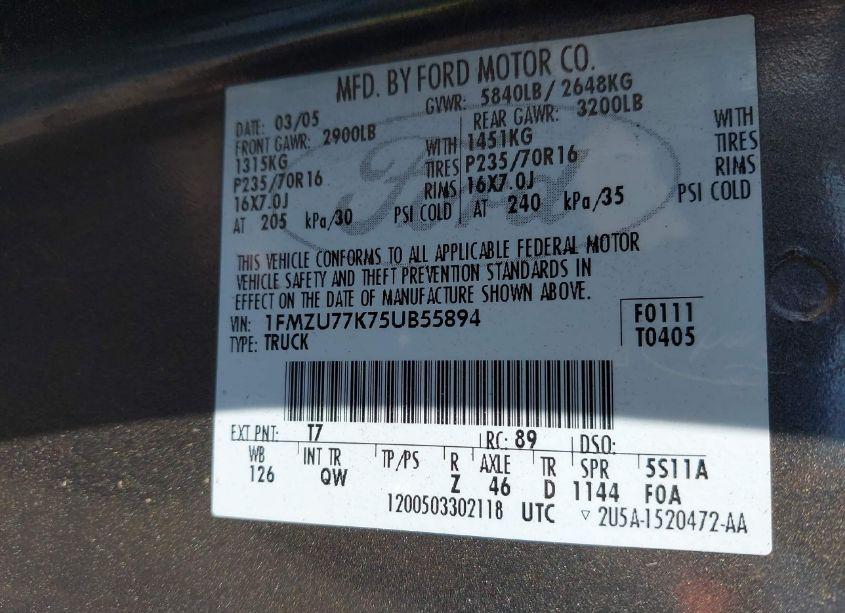 MFD. BY FORD MOTOR CO.
DATE: 03/05 GVWR: 5840LB/ 2648KG
FRONT GAWR: 2900LB REAR GAWR: 3200LB
1315KG WITH 1451KG WITH
P235/70R16 TIRES P235/70R16 TIRES
16X7.0J RIMS 16X7.0J RIMS
AT 205 kPa/30 PSI COLD AT 240 kPa/35 PSI COLD
Ford
THIS VEHICLE CONFORMS TO ALL APPLICABLE FEDERAL MOTOR
VEHICLE SAFETY AND THEFT PREVENTION STANDARDS IN
EFFECT ON THE DATE OF MANUFACTURE SHOWN ABOVE.
VIN: 1FMZU77K75UB55894 F0111
TYPE: TRUCK T0405
EXT PNT: T7 RC: 89 DSO:
WB INT TR TP/PS R AXLE TR SPR 5S11A
126 QW Z 46 D 1144 F0A
1200503302118 UTC ▽ 2U5A-1520472-AA